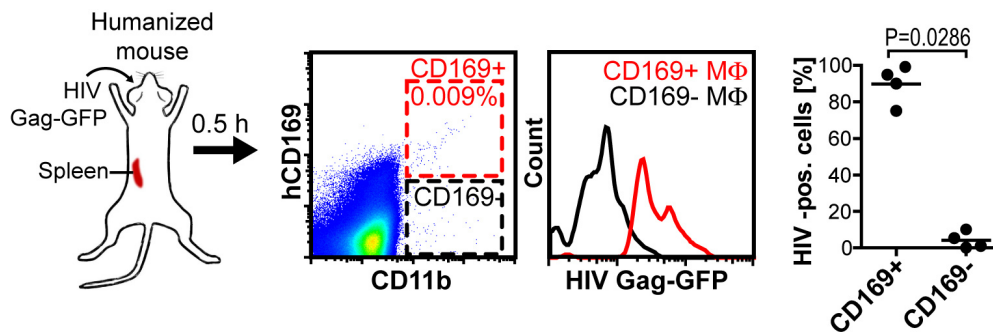 Humanized
mouse
HIV
Gag-GFP
0.5 h
Spleen
hCD169
CD169+
0.009%
CD169-
CD11b
Count
CD169+ MΦ
CD169- MΦ
HIV Gag-GFP
P=0.0286
HIV -pos. cells [%]
100
80
60
40
20
0
CD169+
CD169-